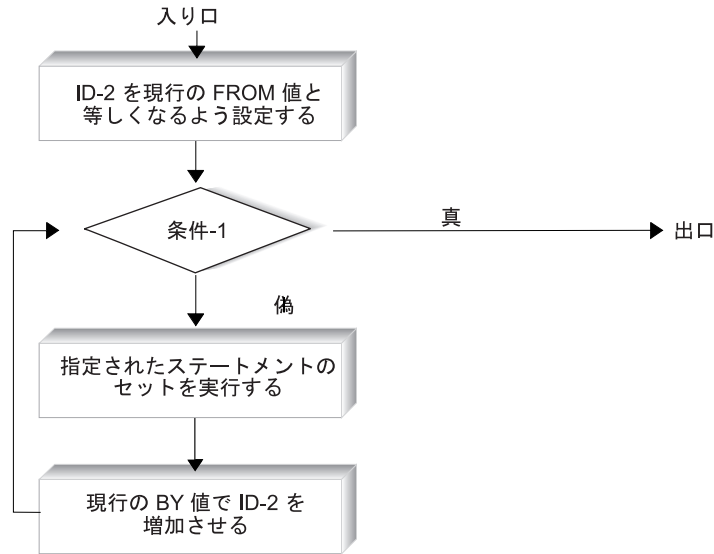 入り口
ID-2 を現行の FROM 値と
等しくなるよう設定する
条件-1
真
出口
偽
指定されたステートメントの
セットを実行する
現行の BY 値で ID-2 を
増加させる